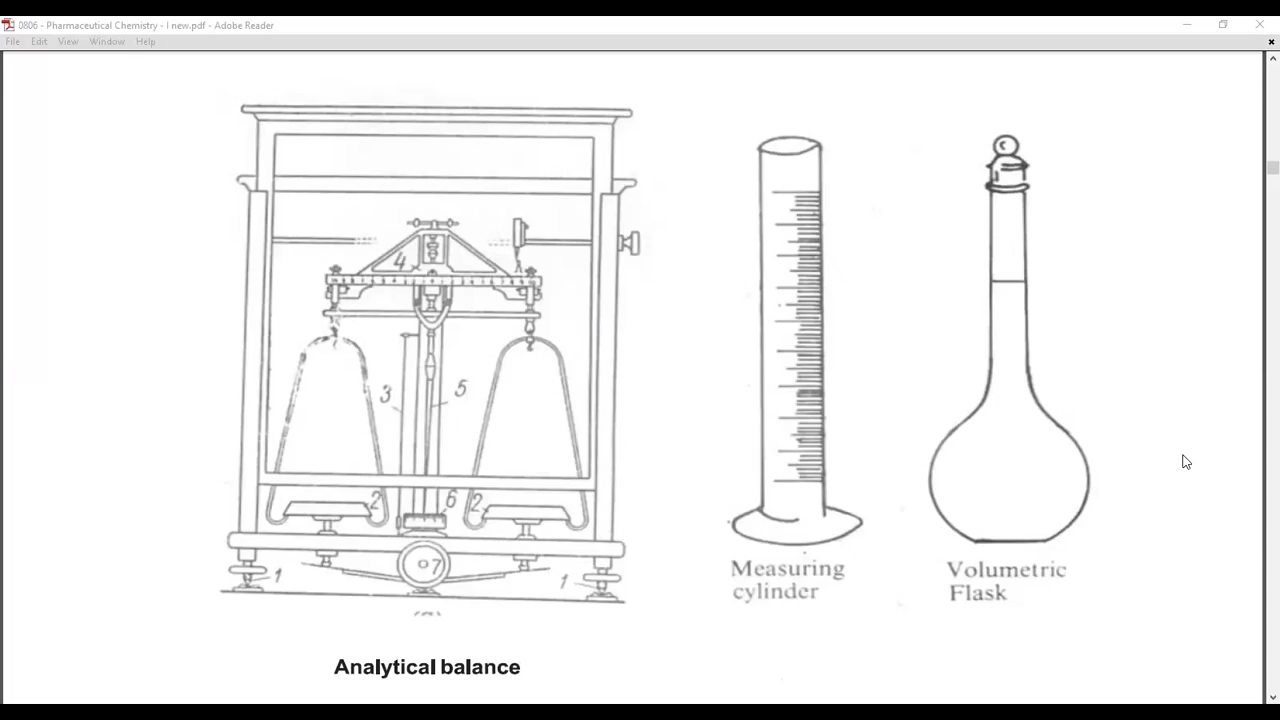 0806 - Pharmaceutical Chemistry - I new.pdf - Adobe Reader
File Edit View Window Help
4
3
5
2
6
2
7
1
1
(a)
Measuring
cylinder
Volumetric
Flask
Analytical balance